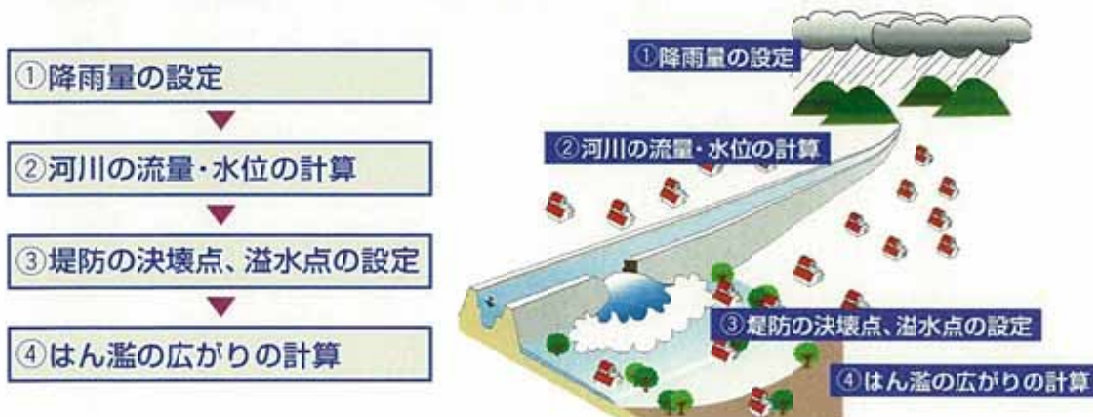 ①降雨量の設定
②河川の流量・水位の計算
③堤防の決壊点、溢水点の設定
④はん濫の広がりの計算
①降雨量の設定
②河川の流量・水位の計算
③堤防の決壊点、溢水点の設定
④はん濫の広がりの計算